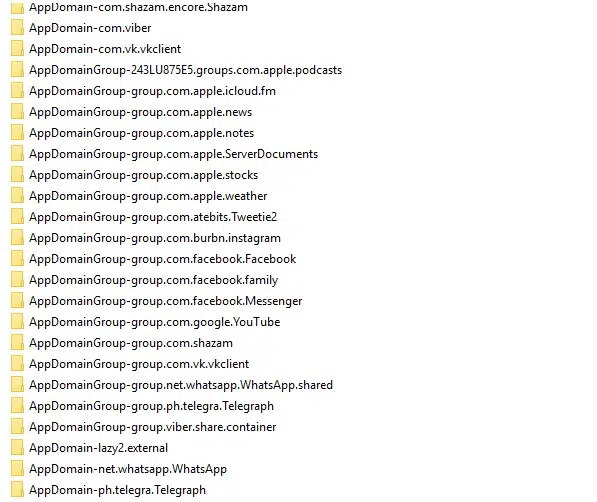 AppDomain-com.shazam.encore.Shazam
AppDomain-com.viber
AppDomain-com.vk.vkclient
AppDomainGroup-243LU875E5.groups.com.apple.podcasts
AppDomainGroup-group.com.apple.icloud.fm
AppDomainGroup-group.com.apple.news
AppDomainGroup-group.com.apple.notes
AppDomainGroup-group.com.apple.ServerDocuments
AppDomainGroup-group.com.apple.stocks
AppDomainGroup-group.com.apple.weather
AppDomainGroup-group.com.atebits.Tweetie2
AppDomainGroup-group.com.burbn.instagram
AppDomainGroup-group.com.facebook.Facebook
AppDomainGroup-group.com.facebook.family
AppDomainGroup-group.com.facebook.Messenger
AppDomainGroup-group.com.google.YouTube
AppDomainGroup-group.com.shazam
AppDomainGroup-group.com.vk.vkclient
AppDomainGroup-group.net.whatsapp.WhatsApp.shared
AppDomainGroup-group.ph.telegra.Telegraph
AppDomainGroup-group.viber.share.container
AppDomain-lazy2.external
AppDomain-net.whatsapp.WhatsApp
AppDomain-ph.telegra.Telegraph